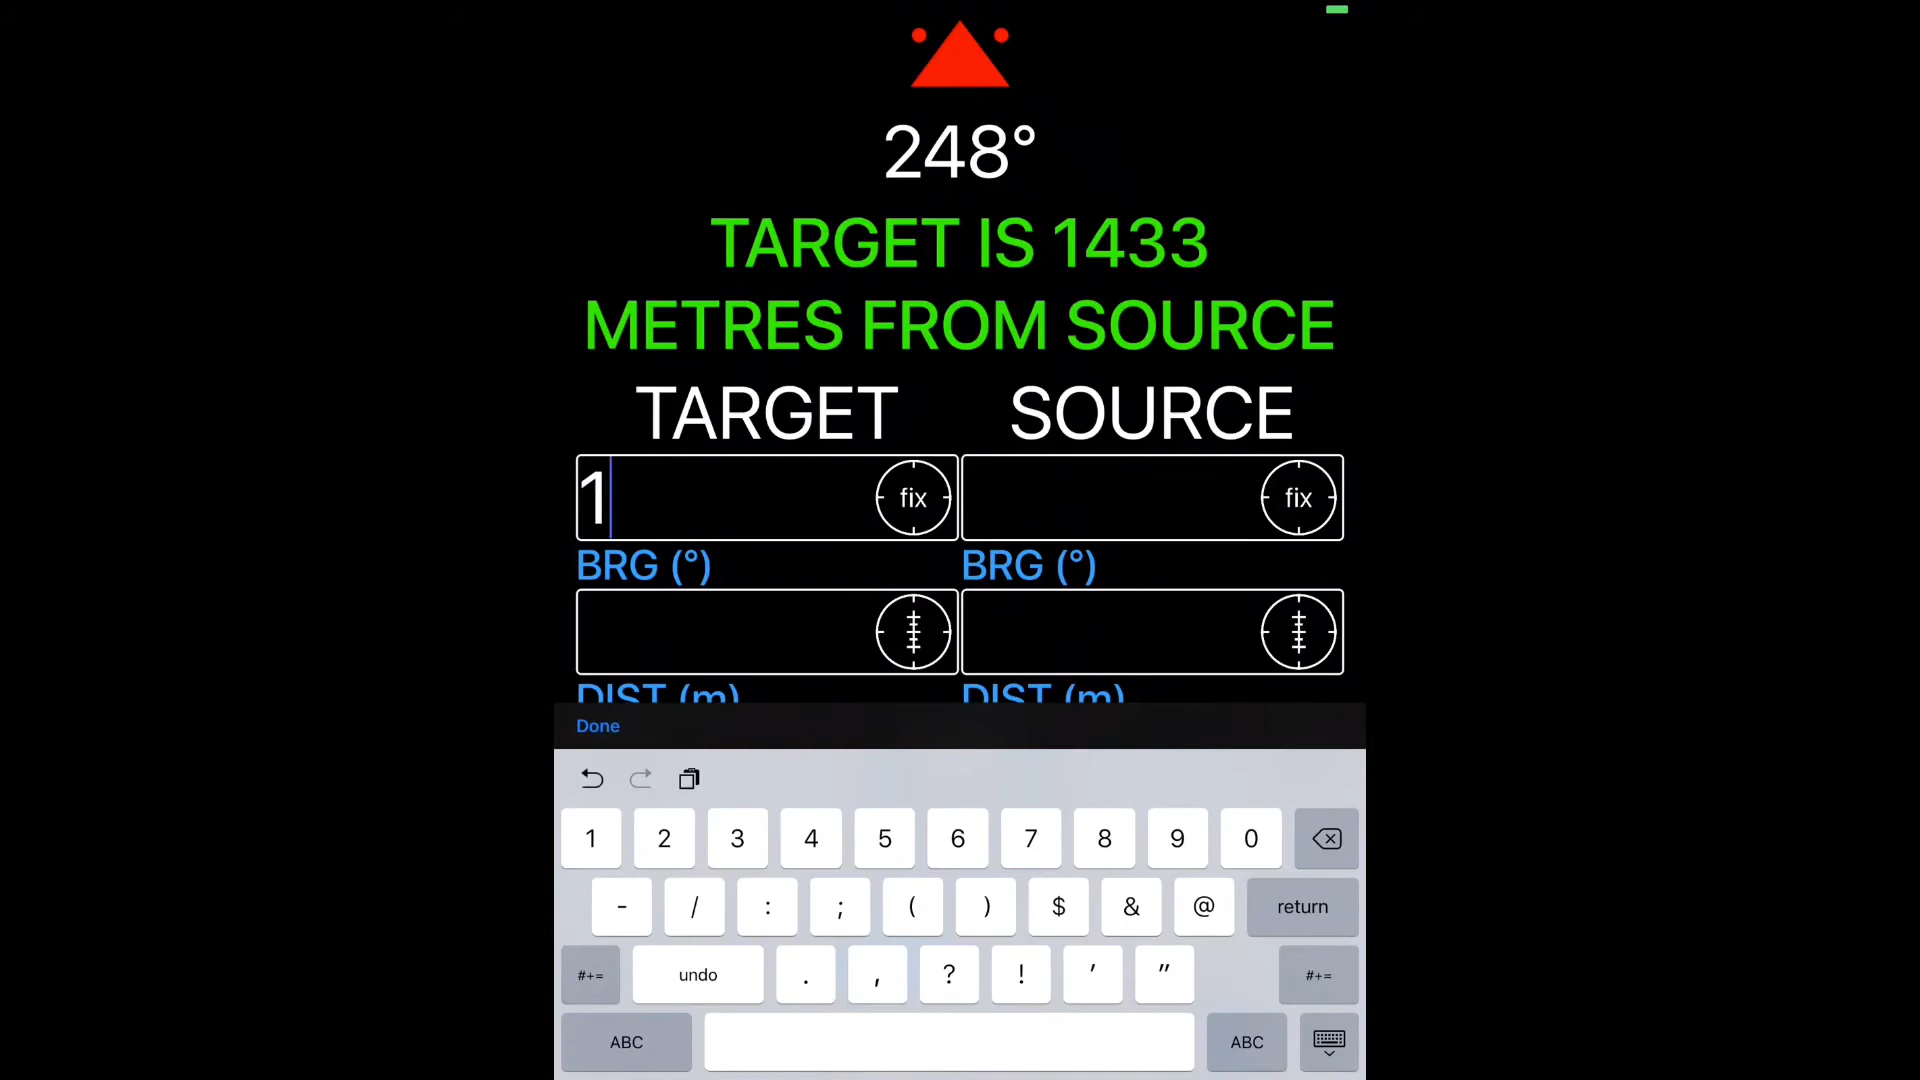 248°
TARGET IS 1433
METRES FROM SOURCE
TARGET SOURCE
1 fix fix
BRG (°) BRG (°)
DIST (m) DIST (m)
Done
1 2 3 4 5 6 7 8 9 0
- / : ; ( ) $ & @ return
#+= undo . , ? ! ' " #+=
ABC ABC